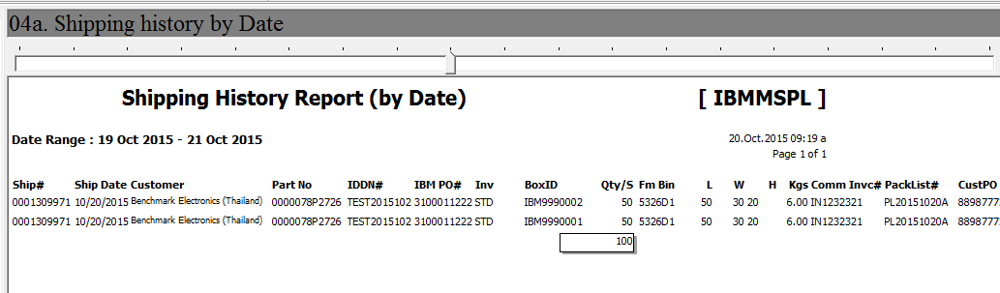 04a. Shipping history by Date
Shipping History Report (by Date) [ IBMMSPL ]
Date Range : 19 Oct 2015 - 21 Oct 2015 20.Oct.2015 09:19 a
Page 1 of 1
Ship# Ship Date Customer Part No IDDN# IBM PO# Inv BoxID Qty/S Fm Bin L W H Kgs Comm Invc# PackList# CustPO
0001309971 10/20/2015 Benchmark Electronics (Thailand) 0000078P2726 TEST2015102 3100011222 STD IBM9990002 50 5326D1 50 30 20 6.00 IN1232321 PL20151020A 8898777
0001309971 10/20/2015 Benchmark Electronics (Thailand) 0000078P2726 TEST2015102 3100011222 STD IBM9990001 50 5326D1 50 30 20 6.00 IN1232321 PL20151020A 8898777
100